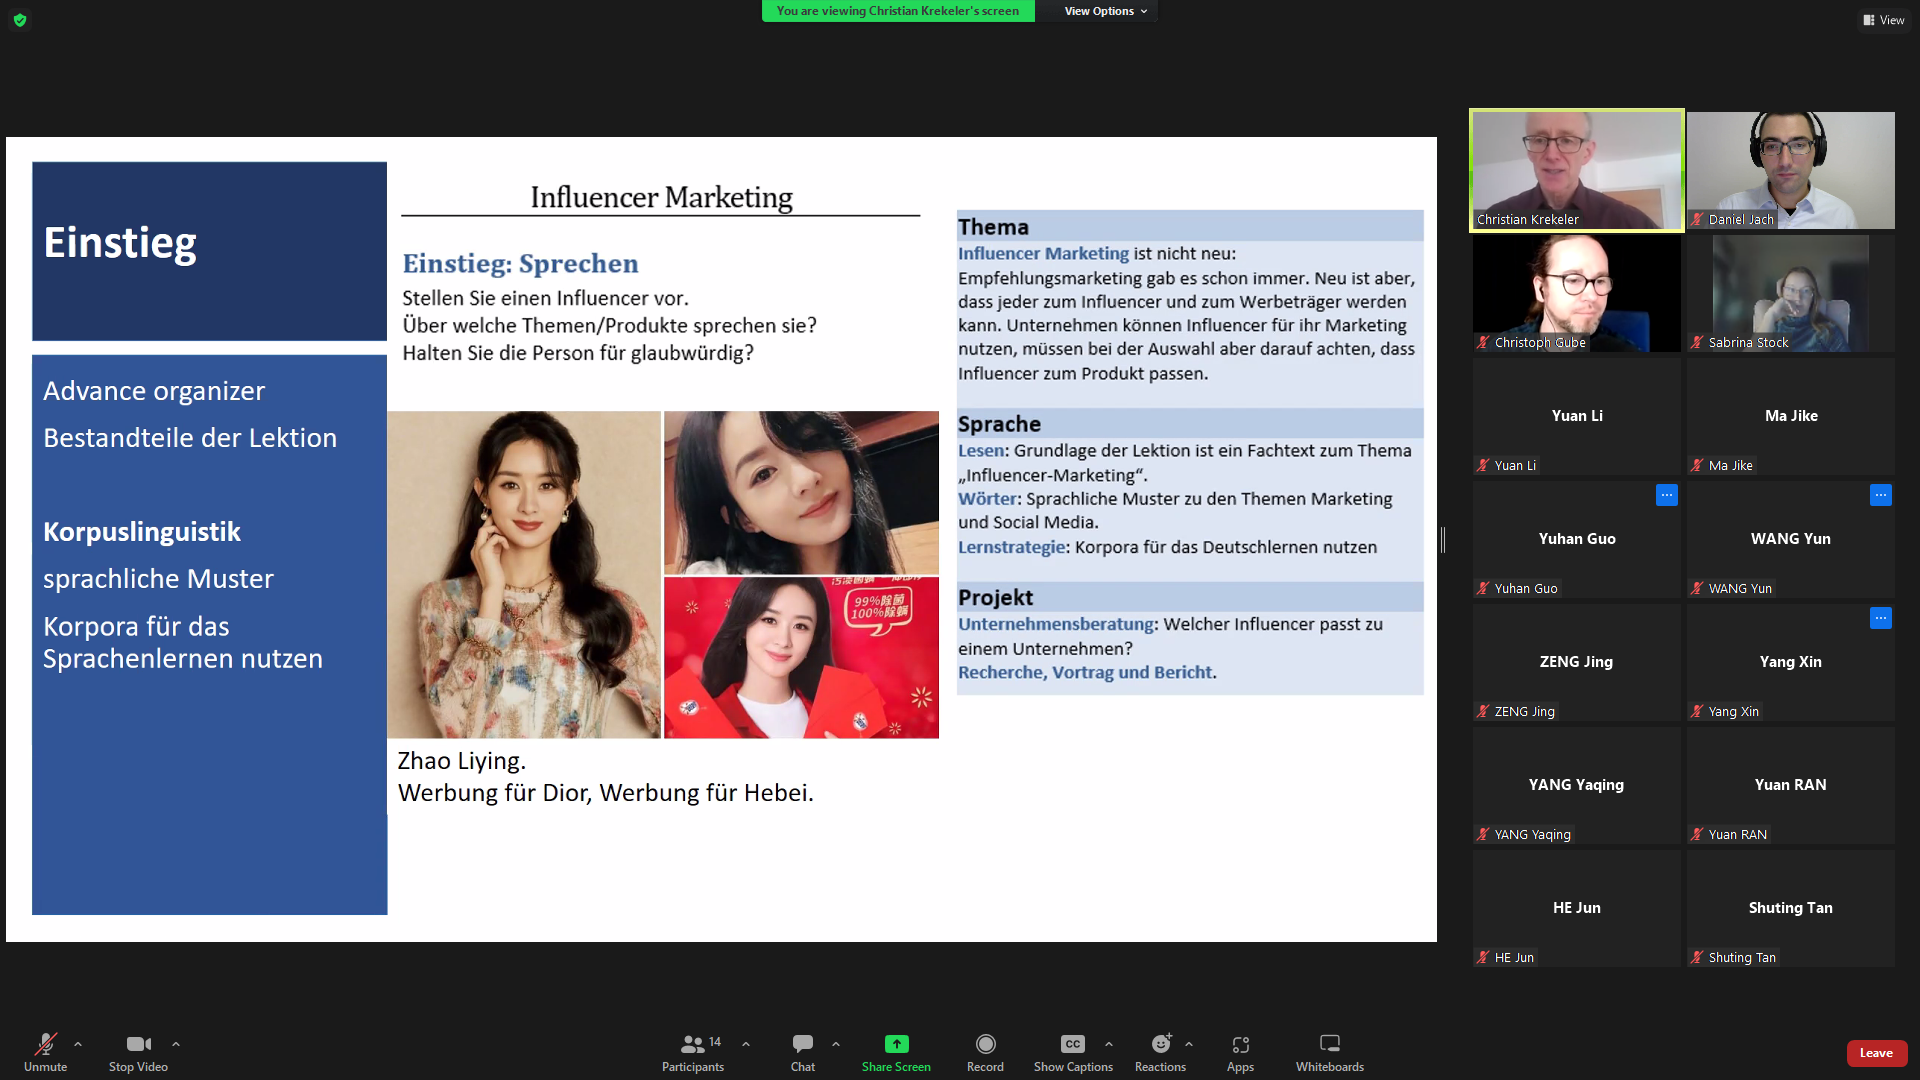 You are viewing Christian Krekeler's screen
View Options
View
Einstieg
Advance organizer
Bestandteile der Lektion
Korpuslinguistik
sprachliche Muster
Korpora für das
Sprachenlernen nutzen
Influencer Marketing
Einstieg: Sprechen
Stellen Sie einen Influencer vor.
Über welche Themen/Produkte sprechen sie?
Halten Sie die Person für glaubwürdig?
99%除菌
100%除螨
Zhao Liying.
Werbung für Dior, Werbung für Hebei.
Thema
Influencer Marketing ist nicht neu:
Empfehlungsmarketing gab es schon immer. Neu ist aber,
dass jeder zum Influencer und zum Werbeträger werden
kann. Unternehmen können Influencer für ihr Marketing
nutzen, müssen bei der Auswahl aber darauf achten, dass
Influencer zum Produkt passen.
Sprache
Lesen: Grundlage der Lektion ist ein Fachtext zum Thema
„Influencer-Marketing“.
Wörter: Sprachliche Muster zu den Themen Marketing
und Social Media.
Lernstrategie: Korpora für das Deutschlernen nutzen
Projekt
Unternehmensberatung: Welcher Influencer passt zu
einem Unternehmen?
Recherche, Vortrag und Bericht.
Christian Krekeler
Daniel Jach
Christoph Gube
Sabrina Stock
Yuan Li
Yuan Li
Ma Jike
Ma Jike
Yuhan Guo
Yuhan Guo
WANG Yun
WANG Yun
ZENG Jing
ZENG Jing
Yang Xin
Yang Xin
YANG Yaqing
YANG Yaqing
Yuan RAN
Yuan RAN
HE Jun
HE Jun
Shuting Tan
Shuting Tan
Unmute
Stop Video
14
Participants
Chat
Share Screen
Record
CC
Show Captions
Reactions
Apps
Whiteboards
Leave